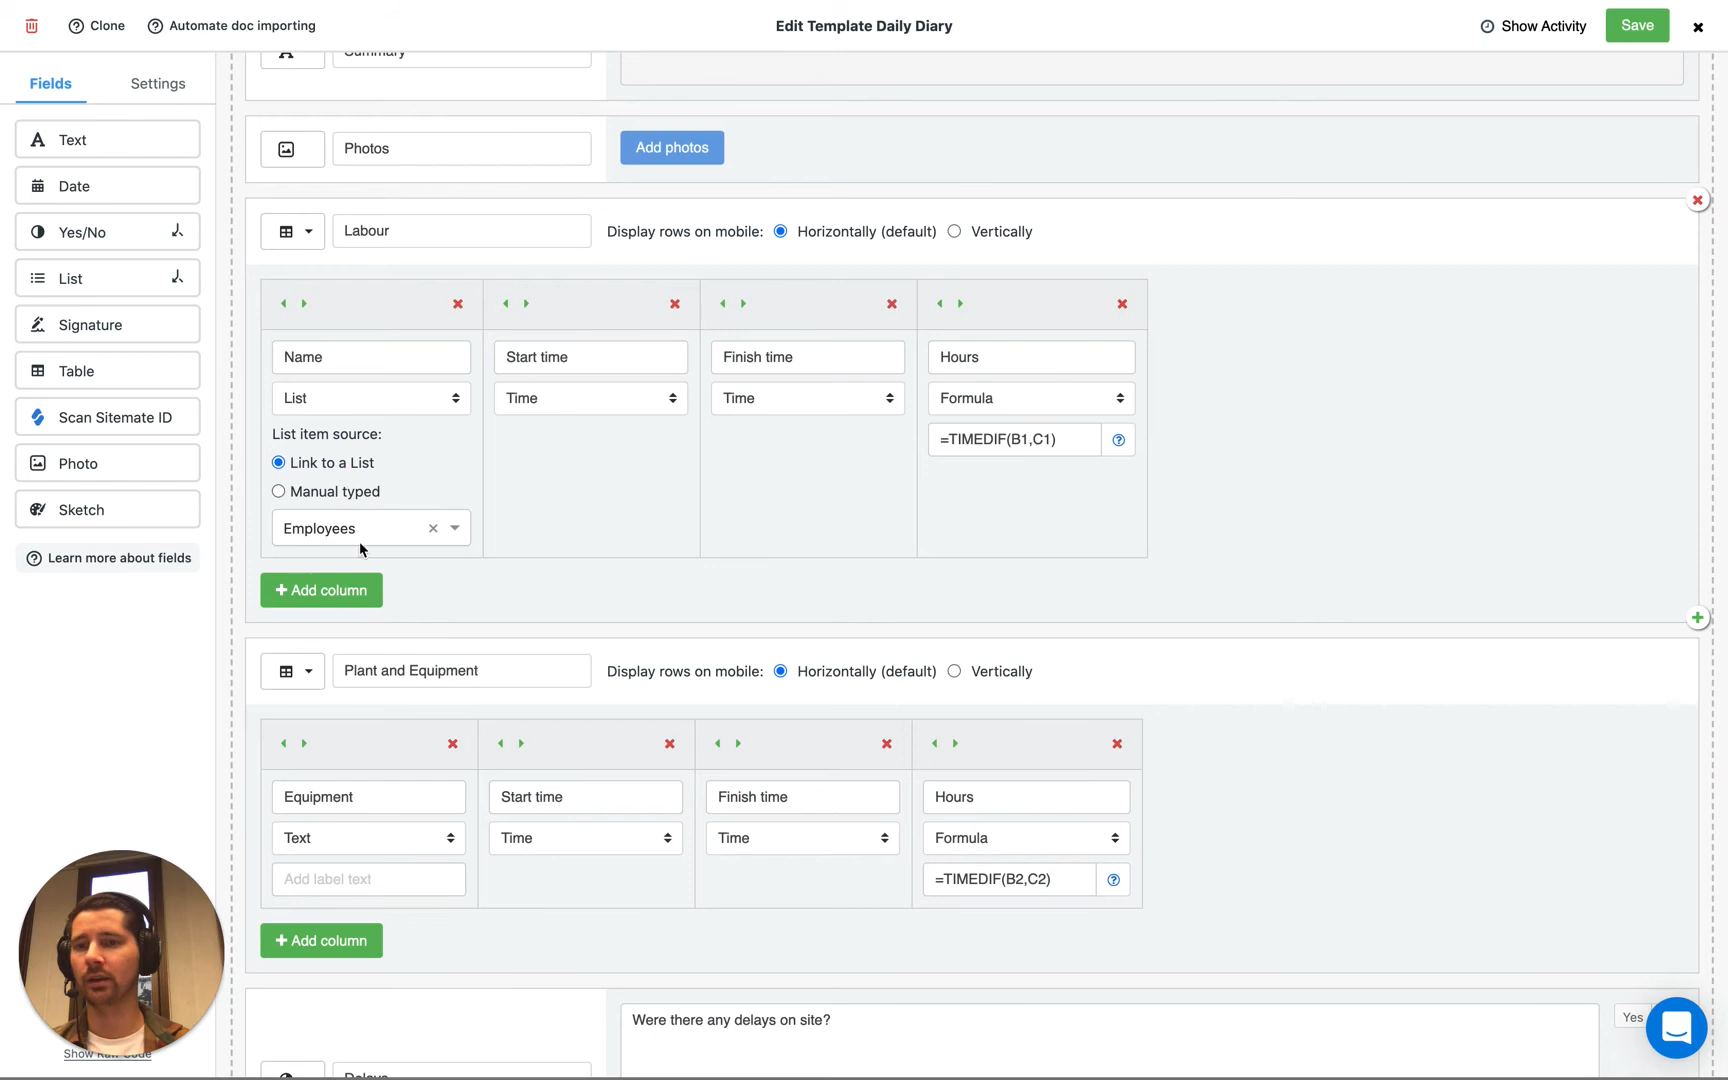 Clone
Automate doc importing
Edit Template Daily Diary
Show Activity
Save
Fields
Settings
Text
Date
Yes/No
List
Signature
Table
Scan Sitemate ID
Photo
Sketch
Learn more about fields
Show Raw Code
Summary
Photos
Add photos
Labour
Display rows on mobile: Horizontally (default) Vertically
Name
Start time
Finish time
Hours
List
Time
Time
Formula
List item source:
=TIMEDIF(B1,C1)
Link to a List
Manual typed
Employees
+ Add column
Plant and Equipment
Display rows on mobile: Horizontally (default) Vertically
Equipment
Start time
Finish time
Hours
Text
Time
Time
Formula
Add label text
=TIMEDIF(B2,C2)
+ Add column
Were there any delays on site?
Yes
Delays